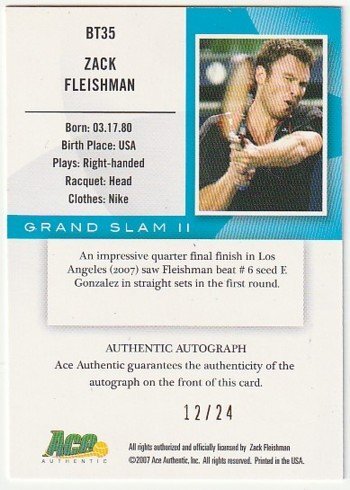 BT35
ZACK
FLEISHMAN
Born: 03.17.80
Birth Place: USA
Plays: Right-handed
Racquet: Head
Clothes: Nike
GRAND SLAM II
An impressive quarter final finish in Los
Angeles (2007) saw Fleishman beat # 6 seed F.
Gonzalez in straight sets in the first round.
AUTHENTIC AUTOGRAPH
Ace Authentic guarantees the authenticity of the
autograph on the front of this card.
12/24
Ace
AUTHENTIC
All rights authorized and officially licensed by Zack Fleishman
©2007 Ace Authentic, Inc. All rights reserved. Printed in the USA.